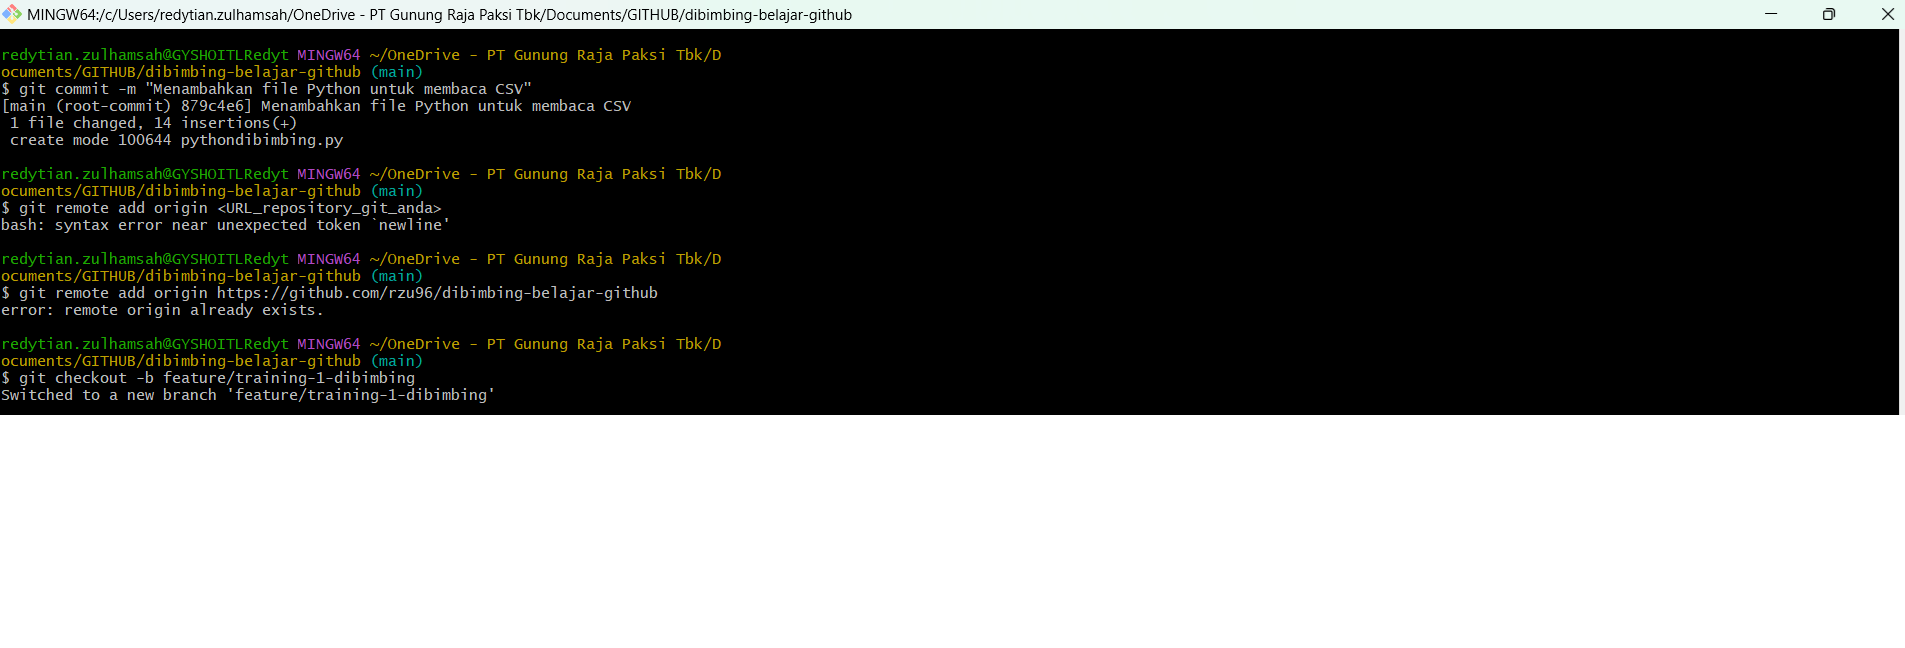 MINGW64:/c/Users/redytian.zulhamsah/OneDrive - PT Gunung Raja Paksi Tbk/Documents/GITHUB/dibimbing-belajar-github
redytian.zulhamsah@GYSHOITLRedyt MINGW64 ~/OneDrive - PT Gunung Raja Paksi Tbk/D
ocuments/GITHUB/dibimbing-belajar-github (main)
$ git commit -m "Menambahkan file Python untuk membaca CSV"
[main (root-commit) 879c4e6] Menambahkan file Python untuk membaca CSV
 1 file changed, 14 insertions(+)
 create mode 100644 pythondibimbing.py
redytian.zulhamsah@GYSHOITLRedyt MINGW64 ~/OneDrive - PT Gunung Raja Paksi Tbk/D
ocuments/GITHUB/dibimbing-belajar-github (main)
$ git remote add origin <URL_repository_git_anda>
bash: syntax error near unexpected token `newline'
redytian.zulhamsah@GYSHOITLRedyt MINGW64 ~/OneDrive - PT Gunung Raja Paksi Tbk/D
ocuments/GITHUB/dibimbing-belajar-github (main)
$ git remote add origin https://github.com/rzu96/dibimbing-belajar-github
error: remote origin already exists.
redytian.zulhamsah@GYSHOITLRedyt MINGW64 ~/OneDrive - PT Gunung Raja Paksi Tbk/D
ocuments/GITHUB/dibimbing-belajar-github (main)
$ git checkout -b feature/training-1-dibimbing
Switched to a new branch 'feature/training-1-dibimbing'